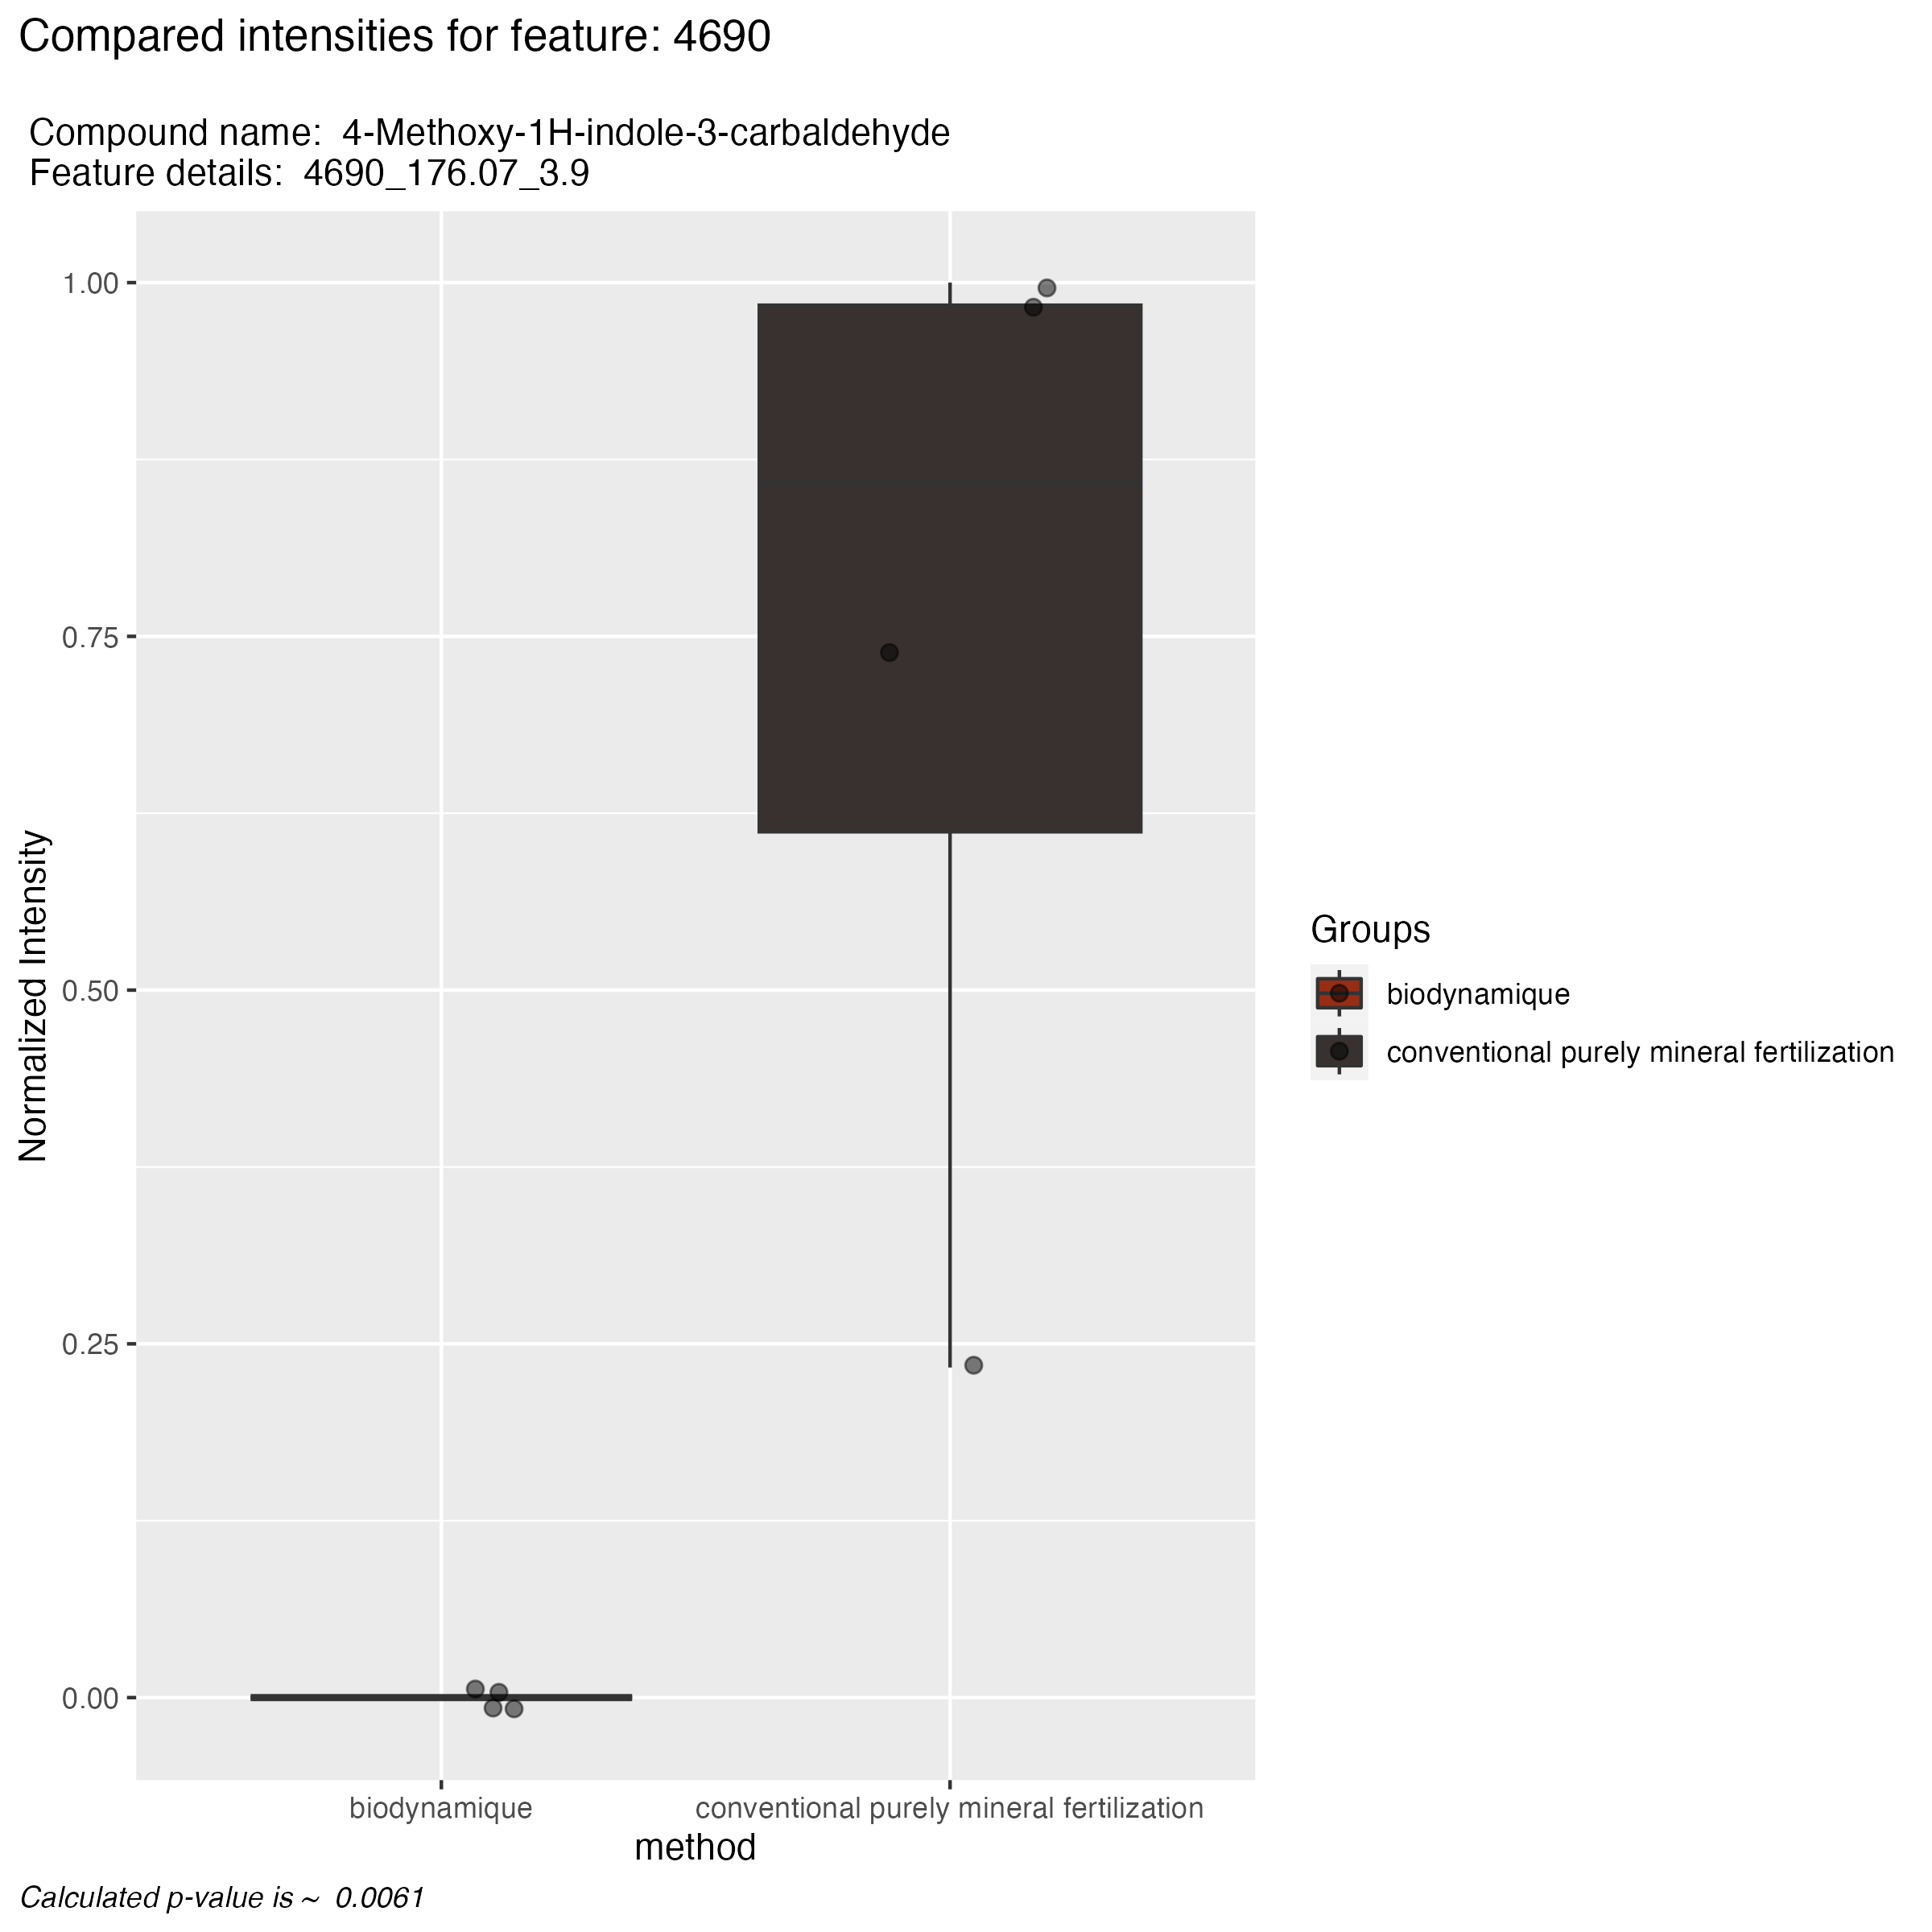 Compared intensities for feature: 4690
Compound name:  4-Methoxy-1H-indole-3-carbaldehyde
Feature details:  4690_176.07_3.9
Normalized Intensity
1.00
0.75
0.50
0.25
0.00
biodynamique
conventional purely mineral fertilization
method
Groups
biodynamique
conventional purely mineral fertilization
Calculated p-value is ~  0.0061